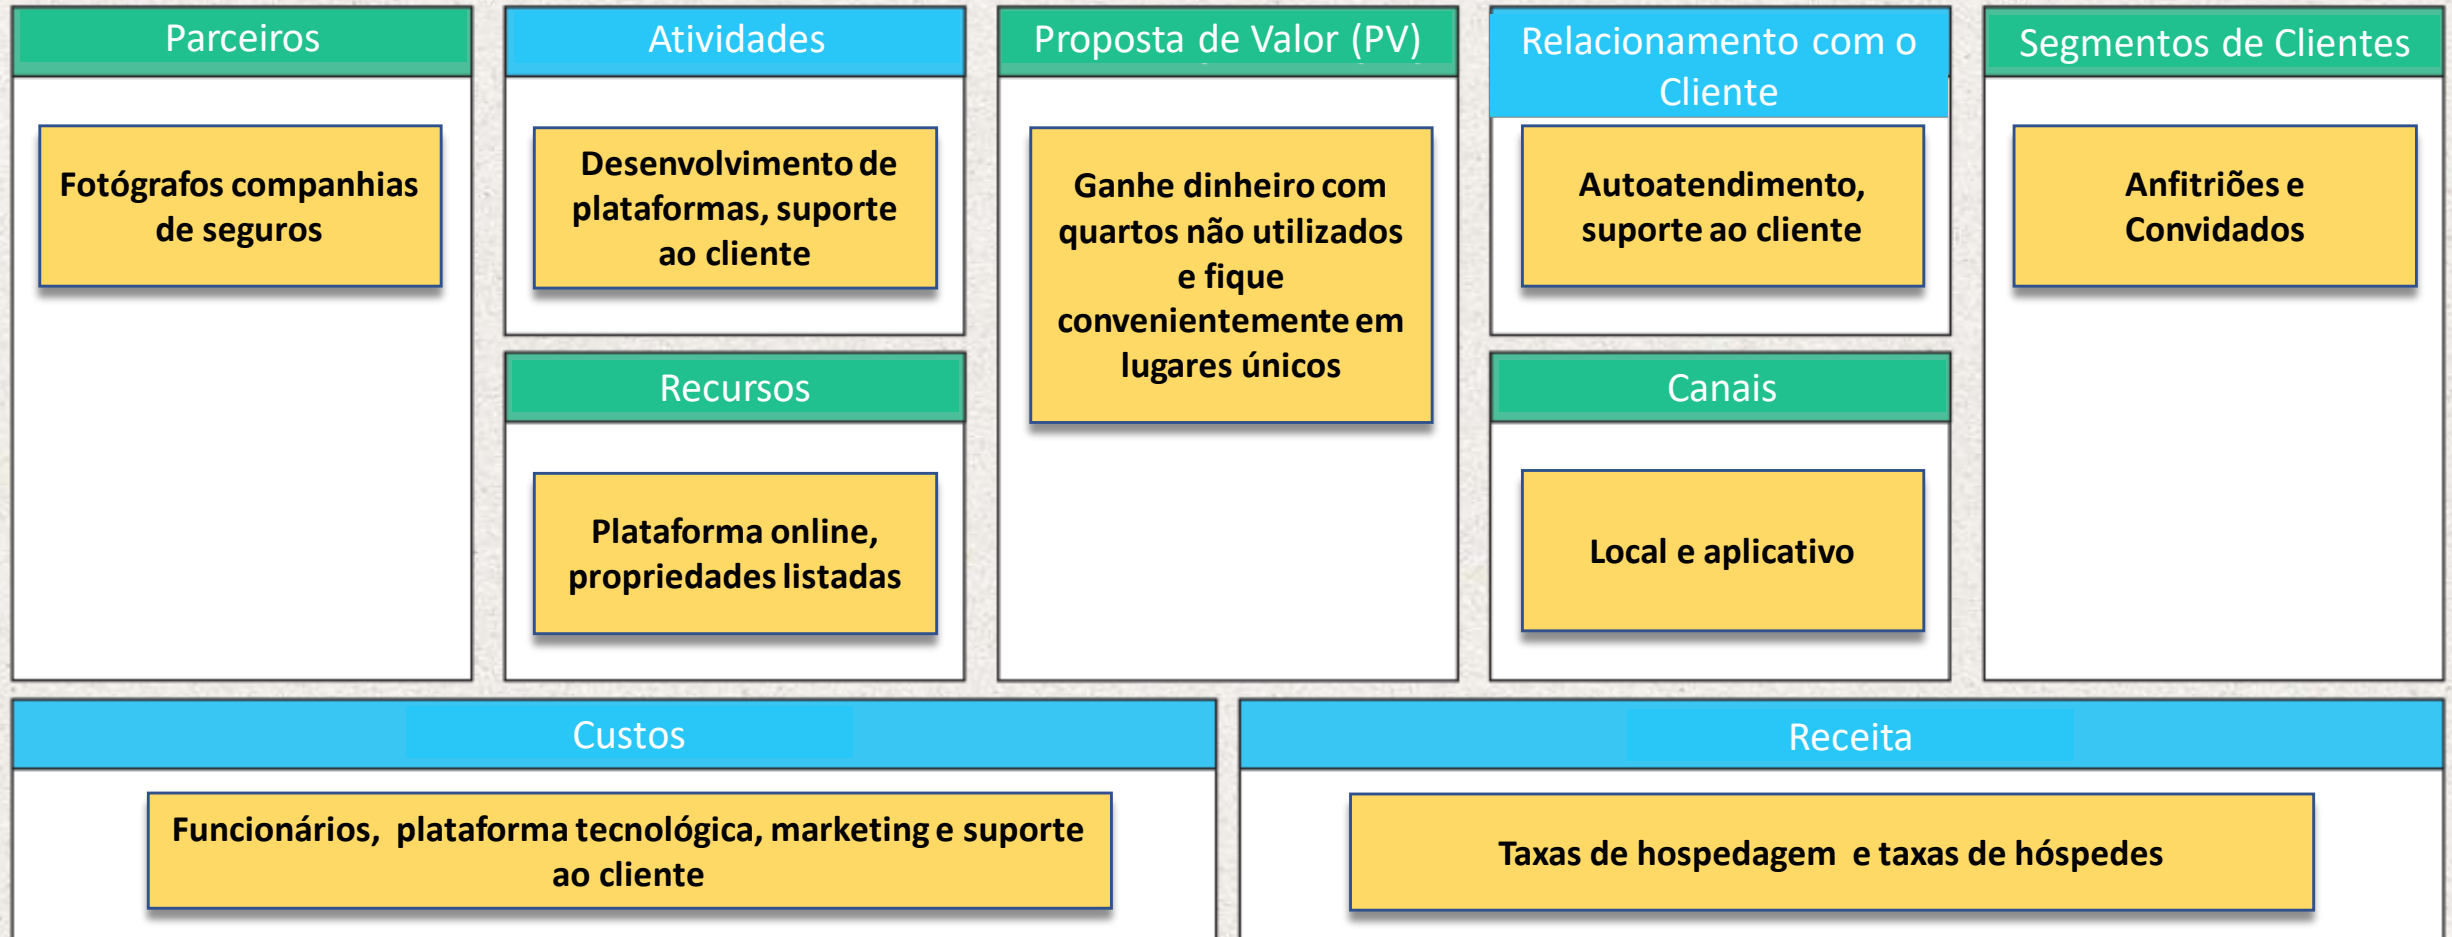 Parceiros
Fotógrafos companhias
de seguros
Atividades
Desenvolvimento de
plataformas, suporte
ao cliente
Recursos
Plataforma online,
propriedades listadas
Proposta de Valor (PV)
Ganhe dinheiro com
quartos não utilizados
e fique
convenientemente em
lugares únicos
Relacionamento com o
Cliente
Autoatendimento,
suporte ao cliente
Canais
Local e aplicativo
Segmentos de Clientes
Anfitriões e
Convidados
Custos
Funcionários, plataforma tecnológica, marketing e suporte
ao cliente
Receita
Taxas de hospedagem e taxas de hóspedes